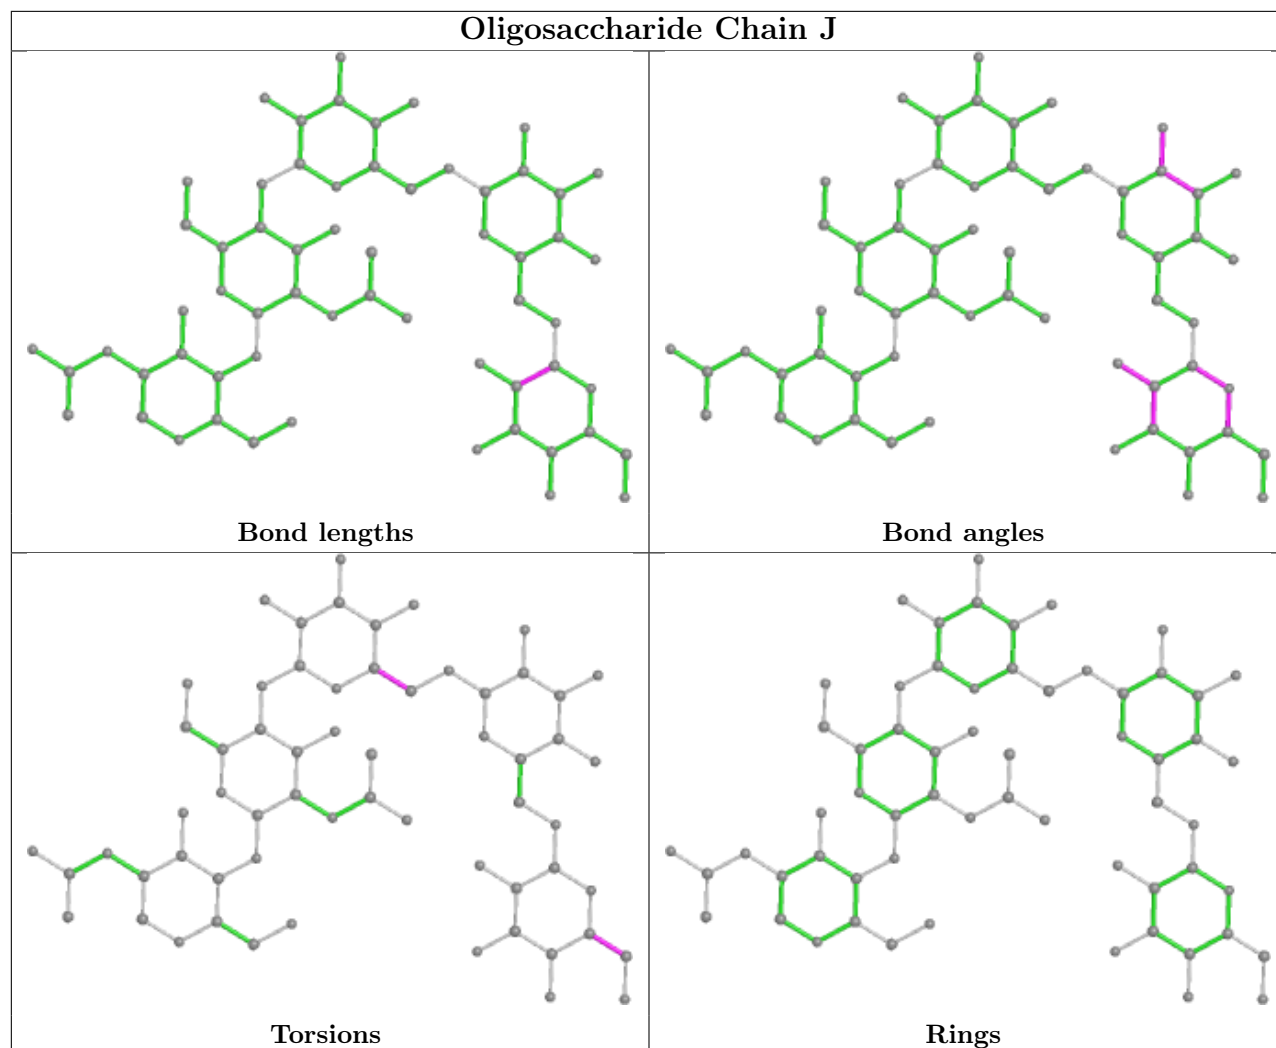 Oligosaccharide Chain J
Bond lengths
Bond angles
Torsions
Rings